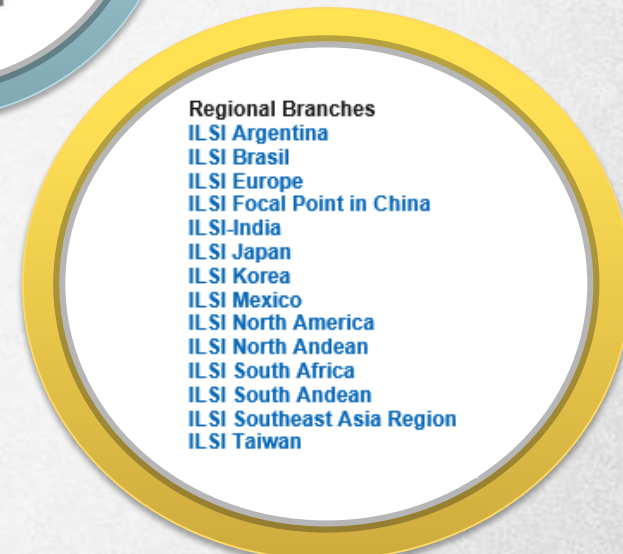 Regional Branches
ILSI Argentina
ILSI Brasil
ILSI Europe
ILSI Focal Point in China
ILSI-India
ILSI Japan
ILSI Korea
ILSI Mexico
ILSI North America
ILSI North Andean
ILSI South Africa
ILSI South Andean
ILSI Southeast Asia Region
ILSI Taiwan